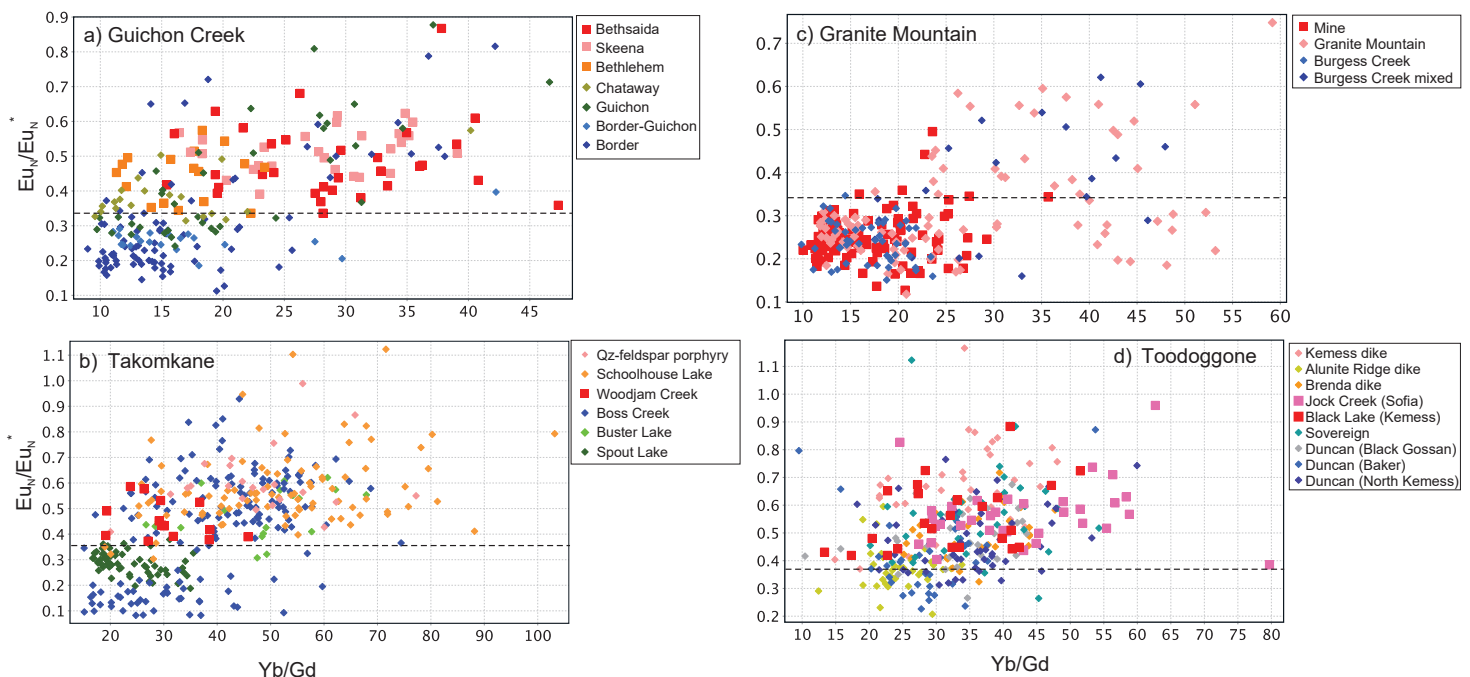 a) Guichon Creek
0.9
0.8
0.7
0.6
0.5
0.4
0.3
0.2
0.1
10 15 20 25 30 35 40 45
Bethsaida
Skeena
Bethlehem
Chataway
Guichon
Border-Guichon
Border
Eu_N/Eu_N*
c) Granite Mountain
0.7
0.6
0.5
0.4
0.3
0.2
0.1
10 15 20 25 30 35 40 45 50 55 60
Mine
Granite Mountain
Burgess Creek
Burgess Creek mixed
b) Takomkane
1.1
1.0
0.9
0.8
0.7
0.6
0.5
0.4
0.3
0.2
0.1
20 30 40 50 60 70 80 90 100
Qz-feldspar porphyry
Schoolhouse Lake
Woodjam Creek
Boss Creek
Buster Lake
Spout Lake
Eu_N/Eu_N*
Yb/Gd
d) Toodoggone
1.1
1.0
0.9
0.8
0.7
0.6
0.5
0.4
0.3
0.2
10 15 20 25 30 35 40 45 50 55 60 65 70 75 80
Kemess dike
Alunite Ridge dike
Brenda dike
Jock Creek (Sofia)
Black Lake (Kemess)
Sovereign
Duncan (Black Gossan)
Duncan (Baker)
Duncan (North Kemess)
Yb/Gd